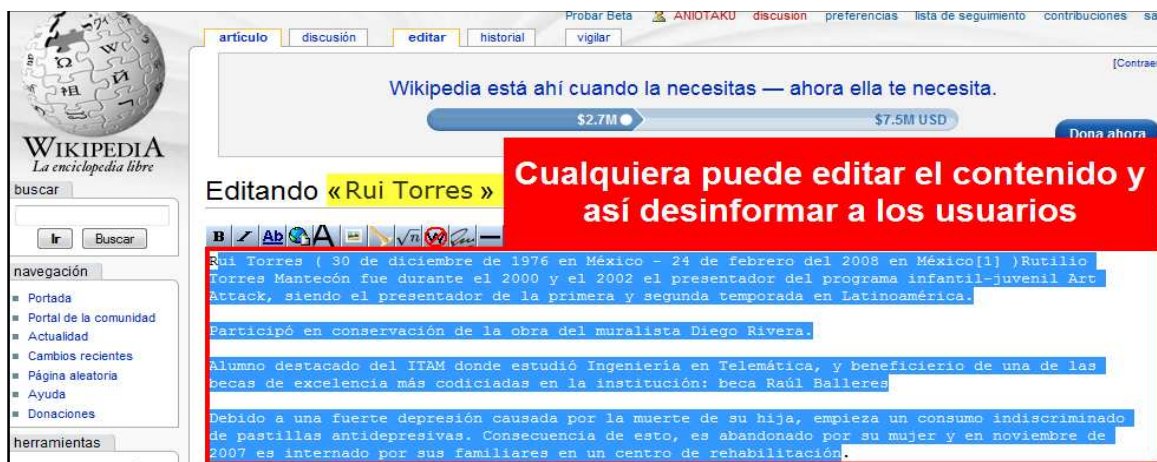 Probar Beta ANIOTAKU discusión preferencias lista de seguimiento contribuciones
artículo discusión editar historial vigilar
[Contraer
Wikipedia está ahí cuando la necesitas — ahora ella te necesita.
$2.7M $7.5M USD
Dona ahora
WIKIPEDIA
La enciclopedia libre
buscar
Ir Buscar
navegación
Portada
Portal de la comunidad
Actualidad
Cambios recientes
Página aleatoria
Ayuda
Donaciones
herramientas
Editando «Rui Torres »
Cualquiera puede editar el contenido y
así desinformar a los usuarios
B I Ab A √n W
Rui Torres ( 30 de diciembre de 1976 en México - 24 de febrero del 2008 en México[1] )Rutilio
Torres Mantecón fue durante el 2000 y el 2002 el presentador del programa infantil-juvenil Art
Attack, siendo el presentador de la primera y segunda temporada en Latinoamérica.
Participó en conservación de la obra del muralista Diego Rivera.
Alumno destacado del ITAM donde estudió Ingeniería en Telemática, y beneficierio de una de las
becas de excelencia más codiciadas en la institución: beca Raúl Balleres
Debido a una fuerte depresión causada por la muerte de su hija, empieza un consumo indiscriminado
de pastillas antidepresivas. Consecuencia de esto, es abandonado por su mujer y en noviembre de
2007 es internado por sus familiares en un centro de rehabilitación.